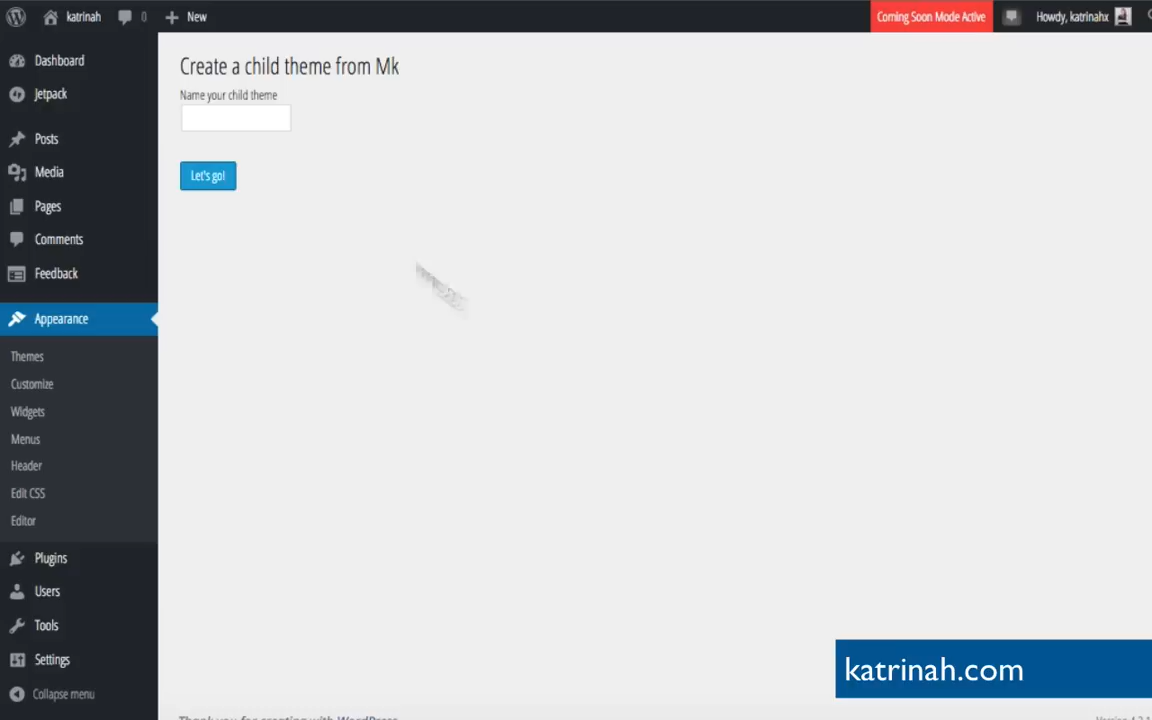 katrinah
0
New
Coming Soon Mode Active
Howdy, katrinahx
Dashboard
Jetpack
Posts
Media
Pages
Comments
Feedback
Appearance
Themes
Customize
Widgets
Menus
Header
Edit CSS
Editor
Plugins
Users
Tools
Settings
Collapse menu
Create a child theme from Mk
Name your child theme
Let's go!
katrinah.com
Thank you for creating with WordPress